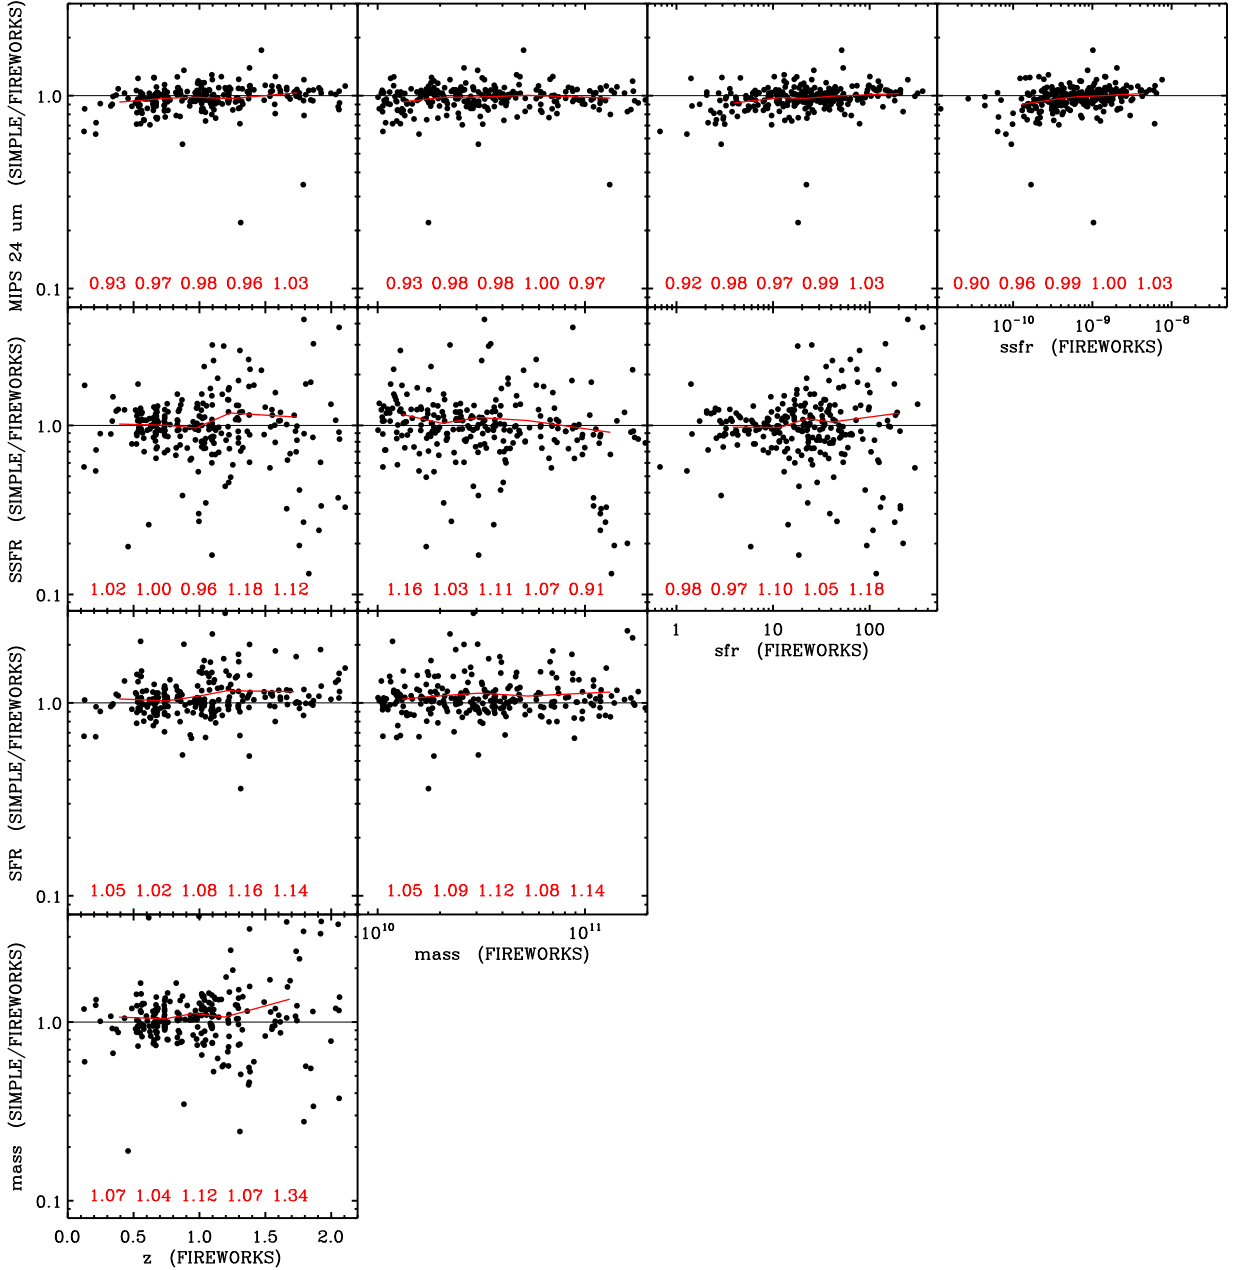 MIPS 24 um (SIMPLE/FIREWORKS)
1.0
0.1
0.93 0.97 0.98 0.96 1.03
0.93 0.98 0.98 1.00 0.97
0.92 0.98 0.97 0.99 1.03
0.90 0.96 0.99 1.00 1.03
10⁻¹⁰ 10⁻⁹ 10⁻⁸
ssfr (FIREWORKS)
SSFR (SIMPLE/FIREWORKS)
1.0
0.1
1.02 1.00 0.96 1.18 1.12
1.16 1.03 1.11 1.07 0.91
0.98 0.97 1.10 1.05 1.18
1 10 100
sfr (FIREWORKS)
SFR (SIMPLE/FIREWORKS)
1.0
0.1
1.05 1.02 1.08 1.16 1.14
1.05 1.09 1.12 1.08 1.14
10¹⁰ 10¹¹
mass (FIREWORKS)
mass (SIMPLE/FIREWORKS)
1.0
0.1
1.07 1.04 1.12 1.07 1.34
0.0 0.5 1.0 1.5 2.0
z (FIREWORKS)